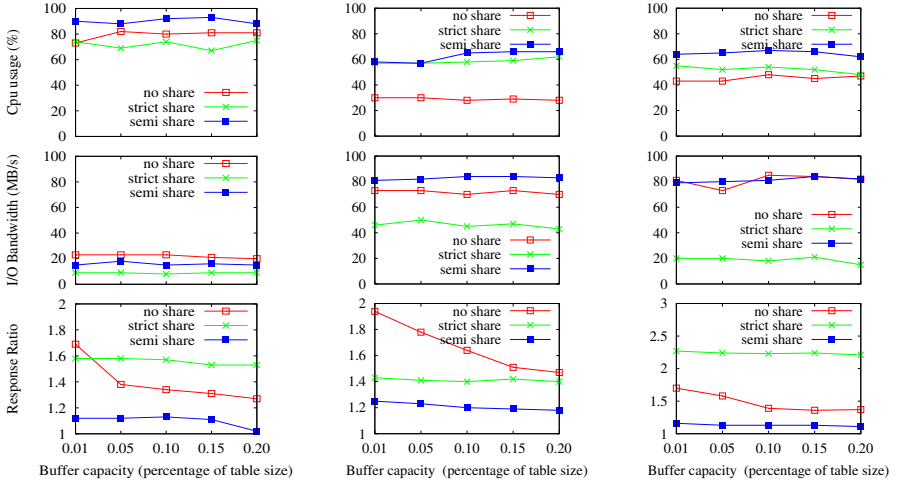 Cpu usage (%)
100
80
60
40
20
0
no share
strict share
semi share
100
80
60
40
20
0
no share
strict share
semi share
100
80
60
40
20
0
no share
strict share
semi share
I/O Bandwidth (MB/s)
100
80
60
40
20
0
no share
strict share
semi share
100
80
60
40
20
0
no share
strict share
semi share
100
80
60
40
20
0
no share
strict share
semi share
Response Ratio
2
1.8
1.6
1.4
1.2
1
no share
strict share
semi share
0.01 0.05 0.10 0.15 0.20
Buffer capacity (percentage of table size)
2
1.8
1.6
1.4
1.2
1
no share
strict share
semi share
0.01 0.05 0.10 0.15 0.20
Buffer capacity (percentage of table size)
3
2.5
2
1.5
1
no share
strict share
semi share
0.01 0.05 0.10 0.15 0.20
Buffer capacity (percentage of table size)